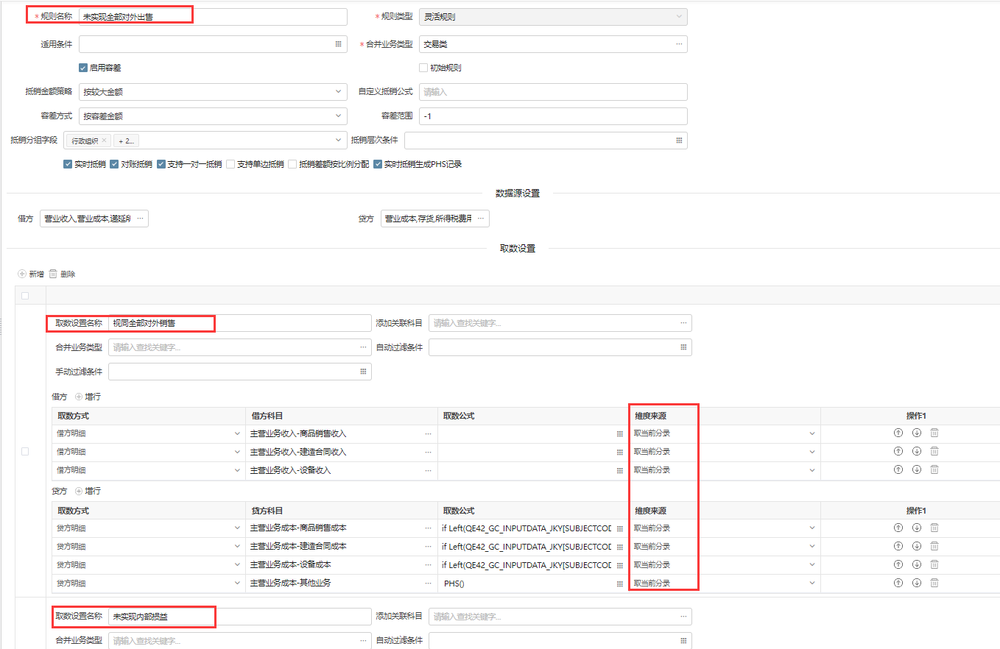 * 规则名称 未实现全部对外出售 * 规则类型 灵活规则
适用条件 * 合并业务类型 交易类 ...
启用容差 初始规则
抵销金额策略 按较大金额 自定义抵销公式 请输入
容差方式 按容差金额 容差范围 -1
抵销分组字段 行政组织 × + 2... 抵销层次条件
实时抵销 对账抵销 支持一对一抵销 支持单边抵销 抵销差额按比例分配 实时抵销生成PHS记录
数据源设置
借方 营业收入,营业成本,递延所 ... 贷方 营业成本,存货,所得税费用 ...
取数设置
新增 删除
取数设置名称 视同全部对外销售 添加关联科目 请输入查找关键字... ...
合并业务类型 请输入查找关键字... ... 自动过滤条件
手动过滤条件
借方 增行
取数方式 借方科目 取数公式 维度来源 操作1
借方明细 主营业务收入-商品销售收入 ... 取当前分录
借方明细 主营业务收入-建造合同收入 ... 取当前分录
借方明细 主营业务收入-设备收入 ... 取当前分录
贷方 增行
取数方式 贷方科目 取数公式 维度来源 操作1
贷方明细 主营业务成本-商品销售成本 ... if Left(QE42_GC_INPUTDATA_JKY[SUBJECTCOD 取当前分录
贷方明细 主营业务成本-建造合同成本 ... if Left(QE42_GC_INPUTDATA_JKY[SUBJECTCOD 取当前分录
贷方明细 主营业务成本-设备成本 ... if Left(QE42_GC_INPUTDATA_JKY[SUBJECTCOD 取当前分录
贷方明细 主营业务成本-其他业务 ... PHS() 取当前分录
取数设置名称 未实现内部损益 添加关联科目 请输入查找关键字... ...
合并业务类型 请输入查找关键字... ... 自动过滤条件